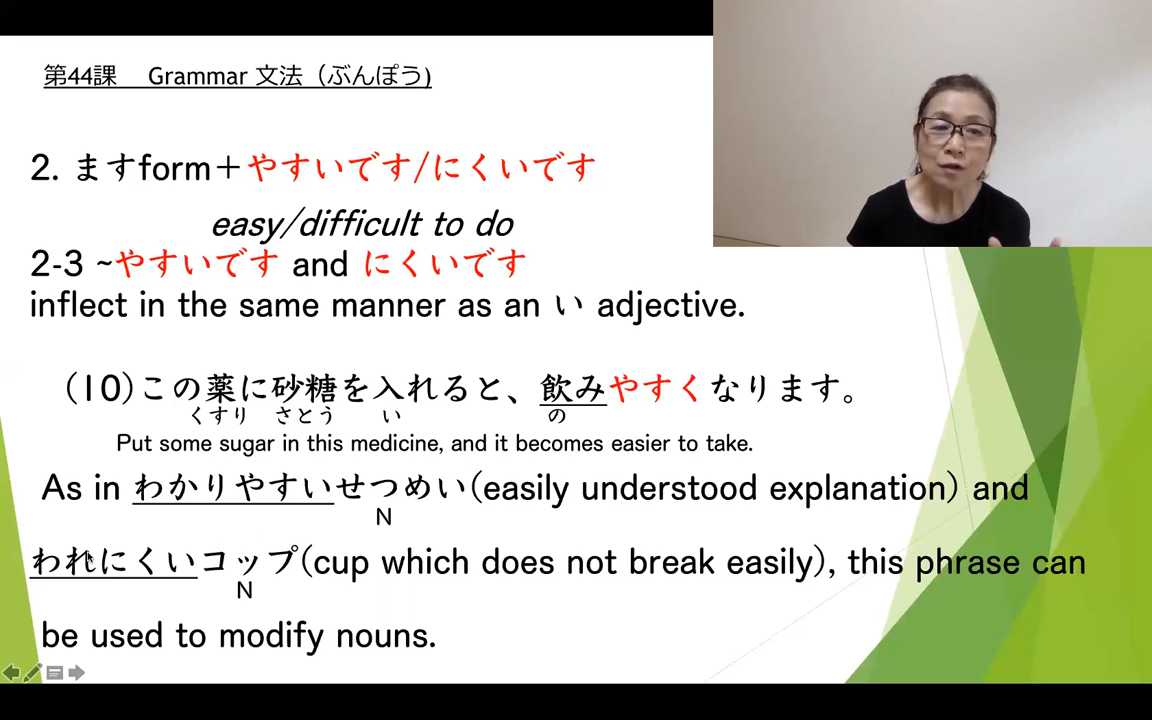 第44課 Grammar 文法（ぶんぽう)
2. ますform＋やすいです/にくいです
easy/difficult to do
2-3 ~やすいです and にくいです
inflect in the same manner as an い adjective.
(10)この薬に砂糖を入れると、飲みやすくなります。
くすり さとう い の
Put some sugar in this medicine, and it becomes easier to take.
As in わかりやすいせつめい(easily understood explanation) and
N
われにくいコップ(cup which does not break easily), this phrase can
N
be used to modify nouns.